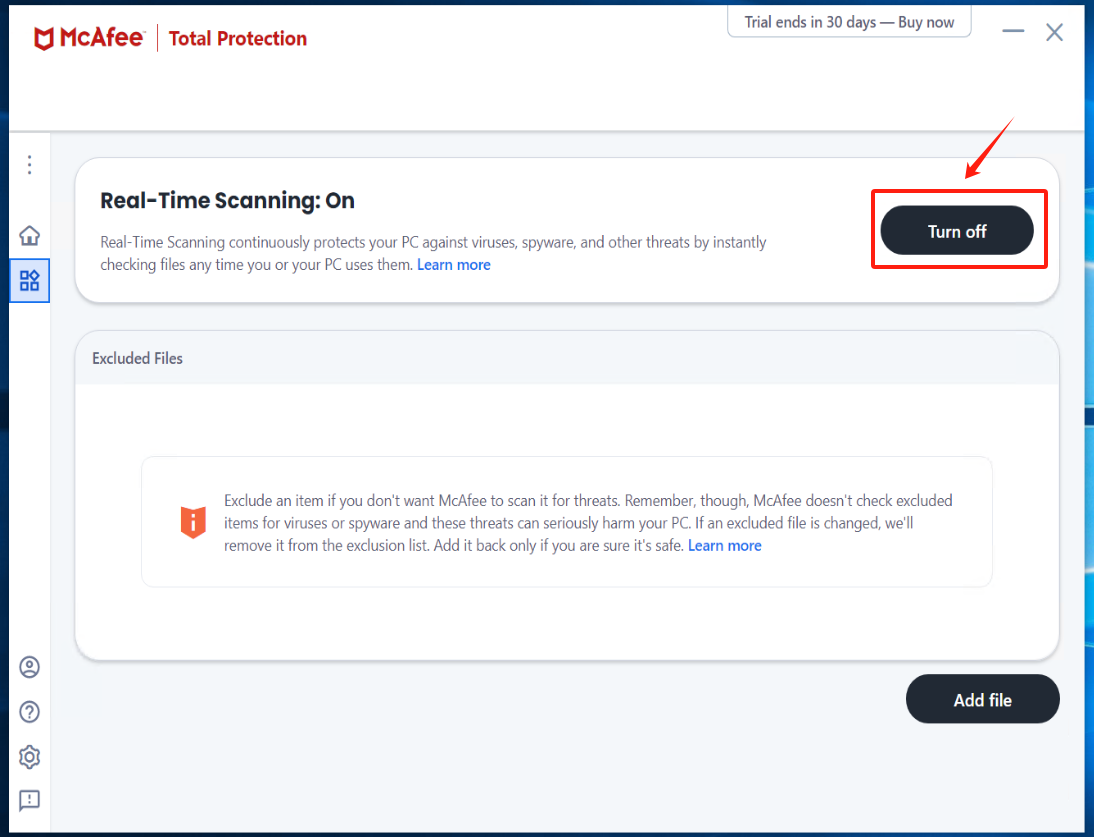 McAfee Total Protection
Trial ends in 30 days — Buy now
Real-Time Scanning: On
Real-Time Scanning continuously protects your PC against viruses, spyware, and other threats by instantly
checking files any time you or your PC uses them. Learn more
Turn off
Excluded Files
Exclude an item if you don't want McAfee to scan it for threats. Remember, though, McAfee doesn't check excluded
items for viruses or spyware and these threats can seriously harm your PC. If an excluded file is changed, we'll
remove it from the exclusion list. Add it back only if you are sure it's safe. Learn more
Add file